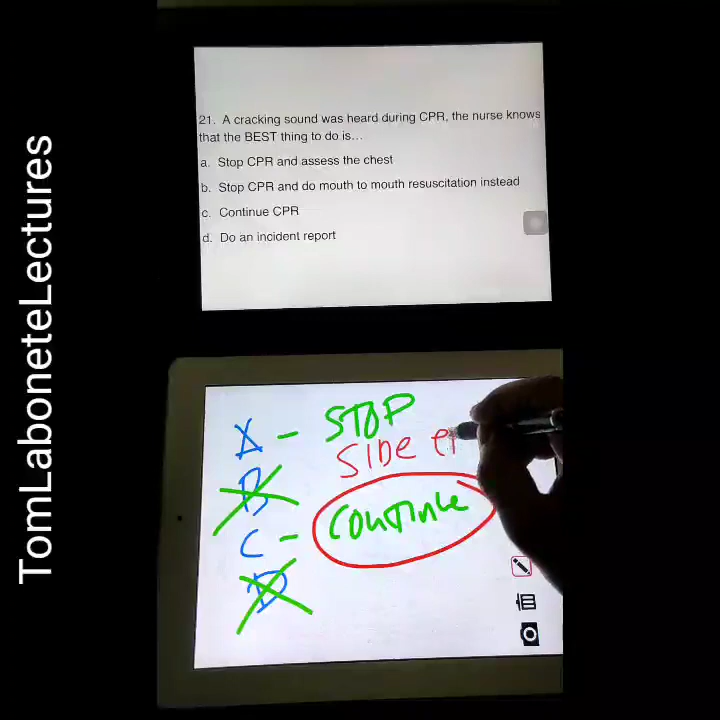 TomLaboneteLectures
21. A cracking sound was heard during CPR, the nurse knows
that the BEST thing to do is...
a. Stop CPR and assess the chest
b. Stop CPR and do mouth to mouth resuscitation instead
c. Continue CPR
d. Do an incident report
A - STOP
SIDE
B
C - CONTINUE
D